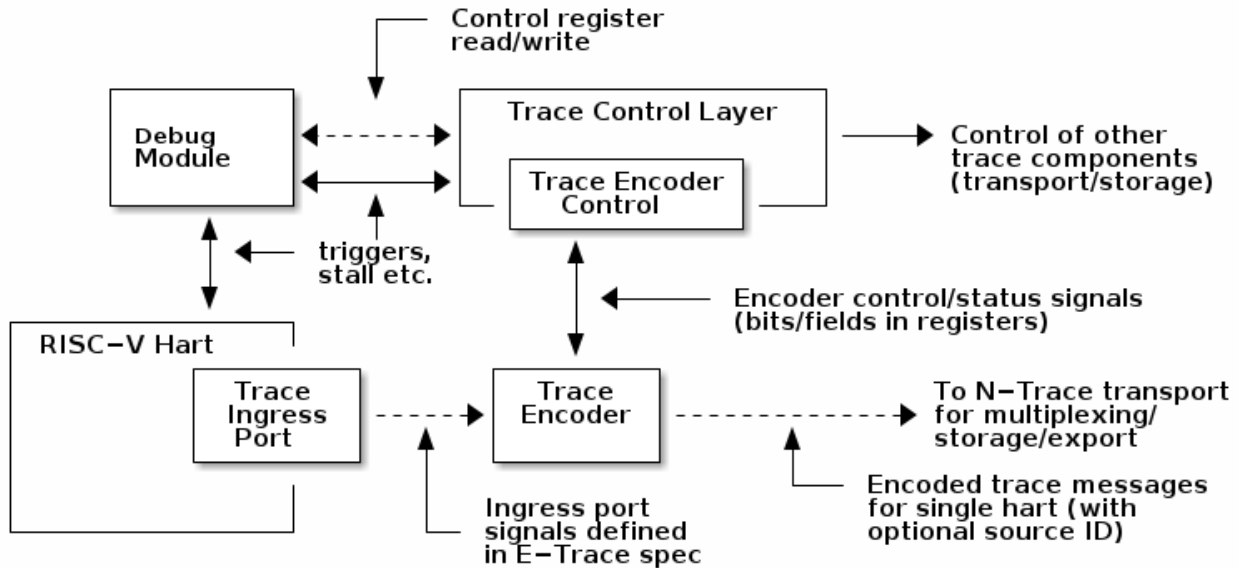 Control register
read/write
Debug
Module
Trace Control Layer
Trace Encoder
Control
Control of other
trace components
(transport/storage)
triggers,
stall etc.
Encoder control/status signals
(bits/fields in registers)
RISC−V Hart
Trace
Ingress
Port
Trace
Encoder
To N−Trace transport
for multiplexing/
storage/export
Ingress port
signals defined
in E−Trace spec
Encoded trace messages
for single hart (with
optional source ID)